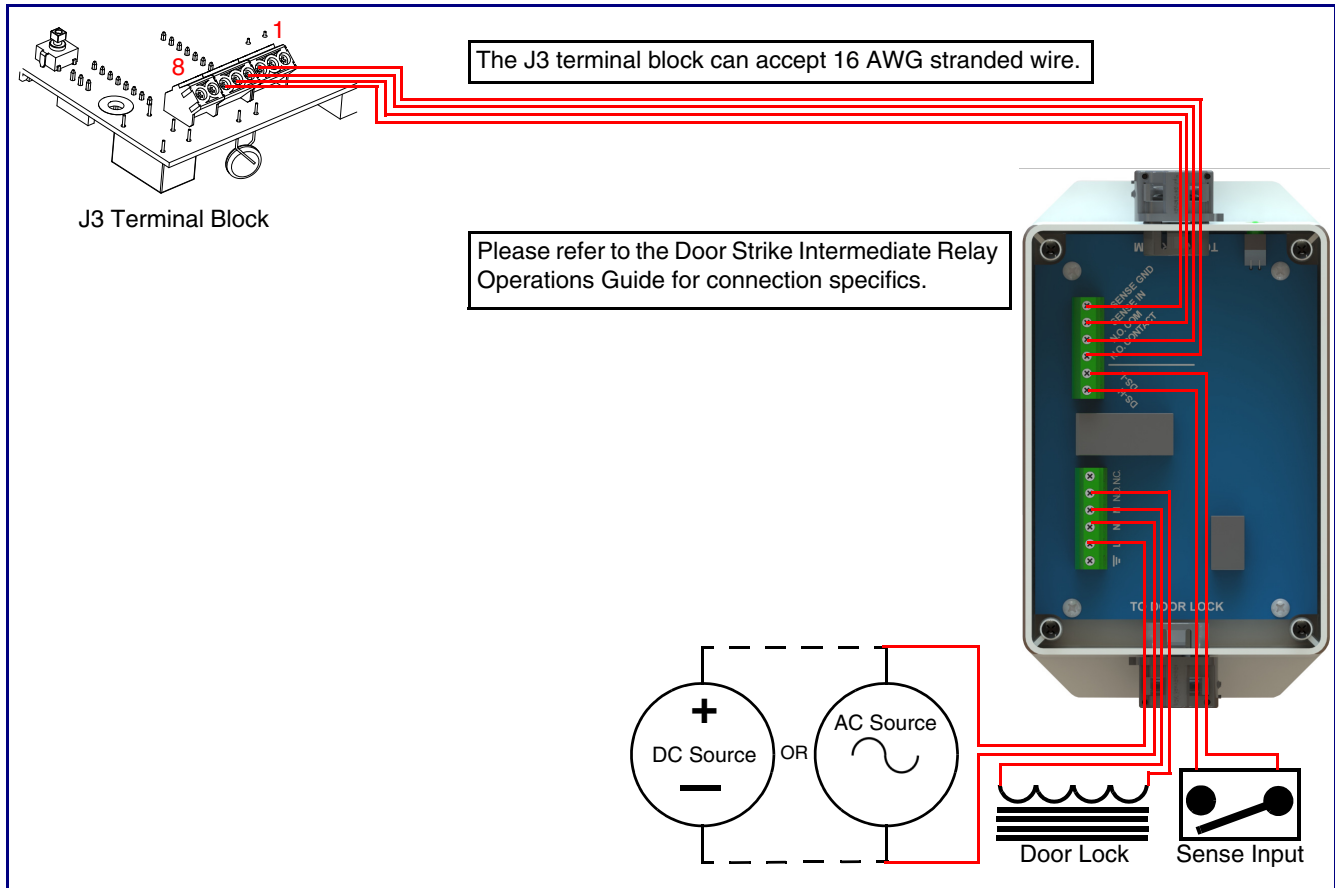 1
8
J3 Terminal Block
The J3 terminal block can accept 16 AWG stranded wire.
Please refer to the Door Strike Intermediate Relay
Operations Guide for connection specifics.
SENSE GND
SENSE IN
N.O. COM
N.O. CONTACT
DS-
DS+
N.C.
N.O.
N
N
L
TO DOOR LOCK
+
DC Source
—
OR
AC Source
Door Lock
Sense Input